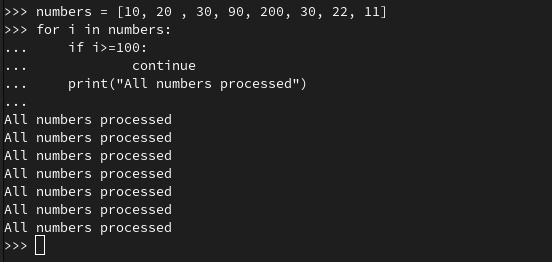 >>> numbers = [10, 20 , 30, 90, 200, 30, 22, 11]
>>> for i in numbers:
...     if i>=100:
...             continue
...     print("All numbers processed")
...
All numbers processed
All numbers processed
All numbers processed
All numbers processed
All numbers processed
All numbers processed
All numbers processed
>>>